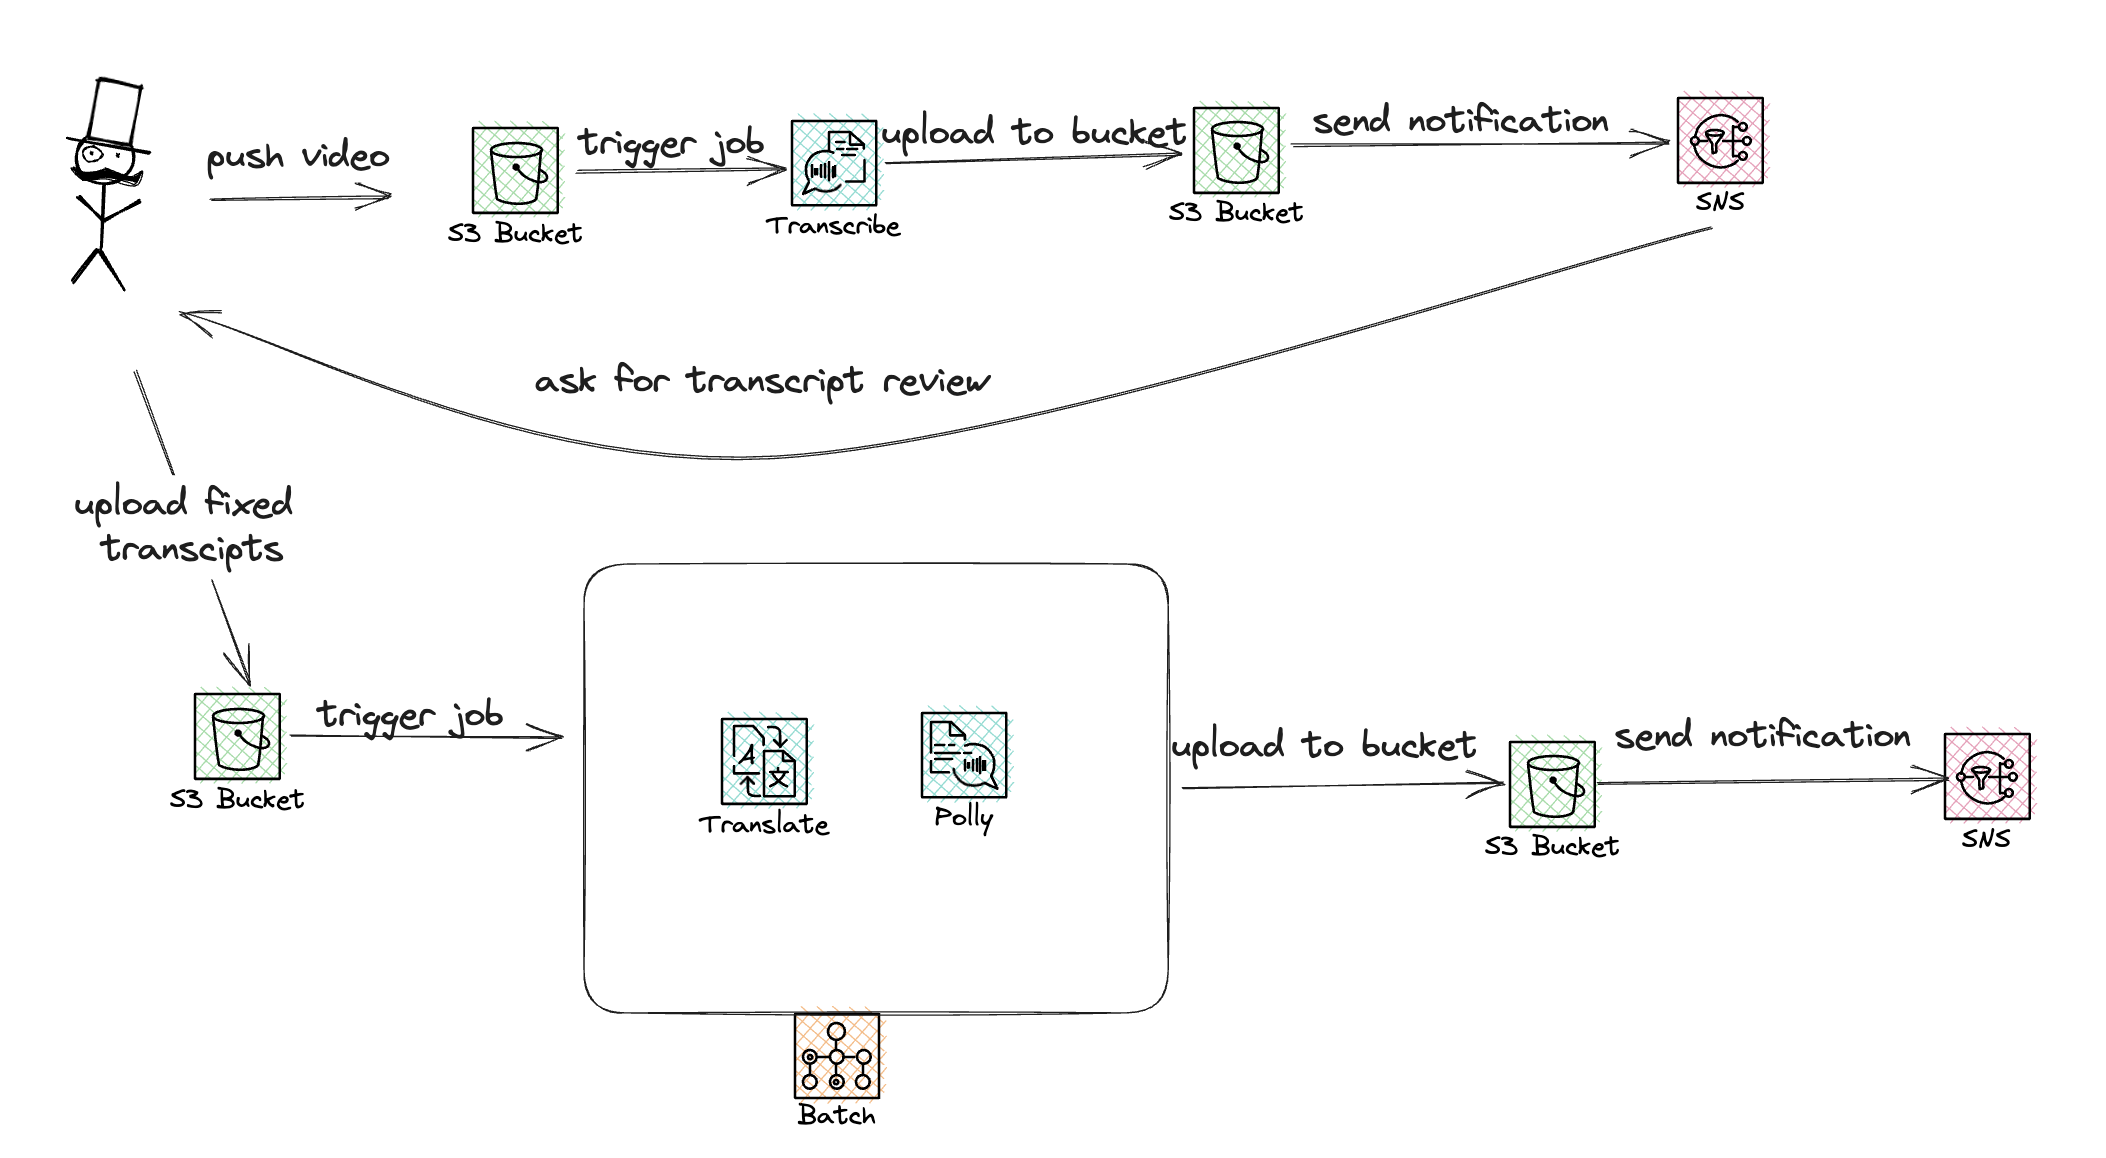 push video
trigger job
upload to bucket
send notification
S3 Bucket
Transcribe
S3 Bucket
SNS
ask for transcript review
upload fixed
transcipts
trigger job
S3 Bucket
Translate
Polly
upload to bucket
send notification
S3 Bucket
SNS
Batch